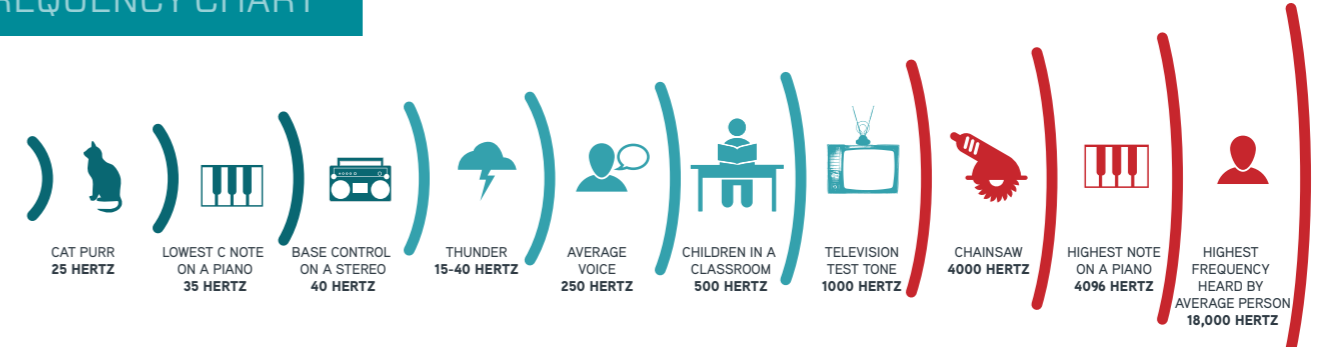 REQUENCY CHART
CAT PURR
25 HERTZ
LOWEST C NOTE
ON A PIANO
35 HERTZ
BASE CONTROL
ON A STEREO
40 HERTZ
THUNDER
15-40 HERTZ
AVERAGE
VOICE
250 HERTZ
CHILDREN IN A
CLASSROOM
500 HERTZ
TELEVISION
TEST TONE
1000 HERTZ
CHAINSAW
4000 HERTZ
HIGHEST NOTE
ON A PIANO
4096 HERTZ
HIGHEST
FREQUENCY
HEARD BY
AVERAGE PERSON
18,000 HERTZ